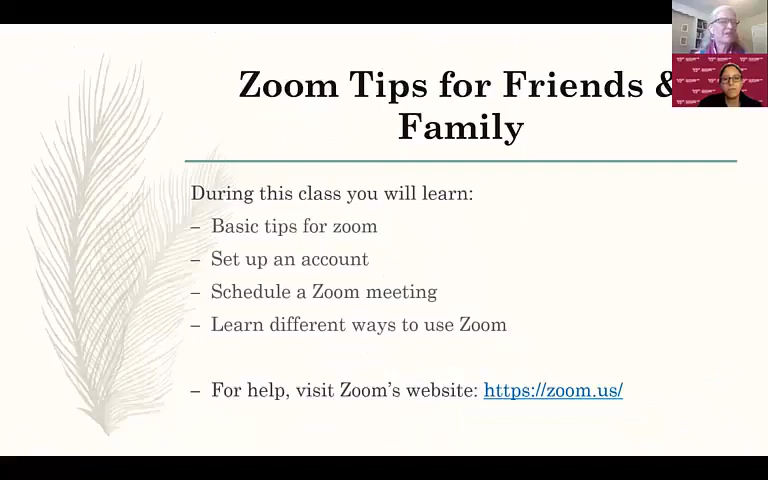 Zoom Tips for Friends &
Family
During this class you will learn:
– Basic tips for zoom
– Set up an account
– Schedule a Zoom meeting
– Learn different ways to use Zoom
– For help, visit Zoom's website: https://zoom.us/